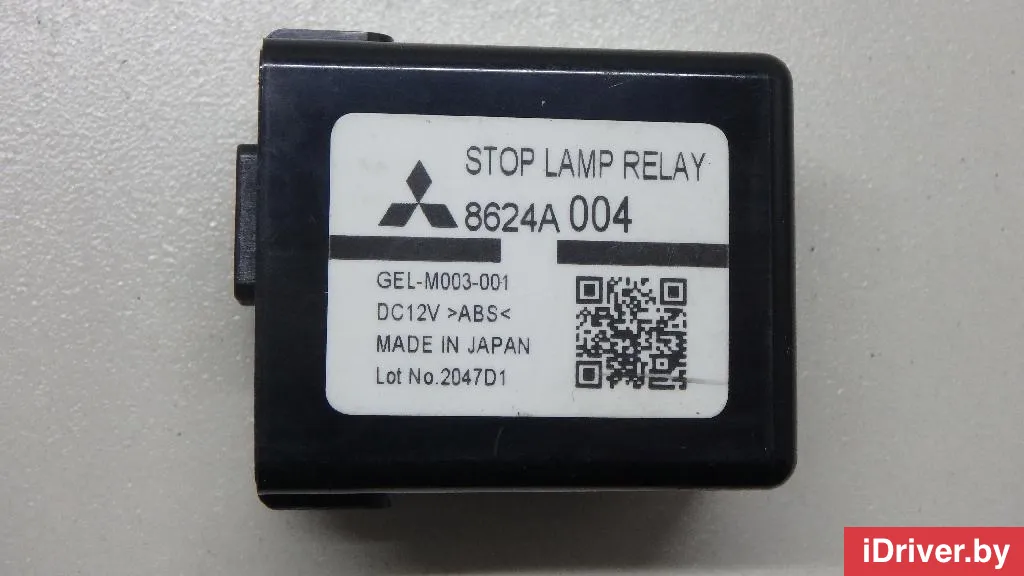 STOP LAMP RELAY
8624A 004
GEL-M003-001
DC12V >ABS<
MADE IN JAPAN
Lot No.2047D1
iDriver.by